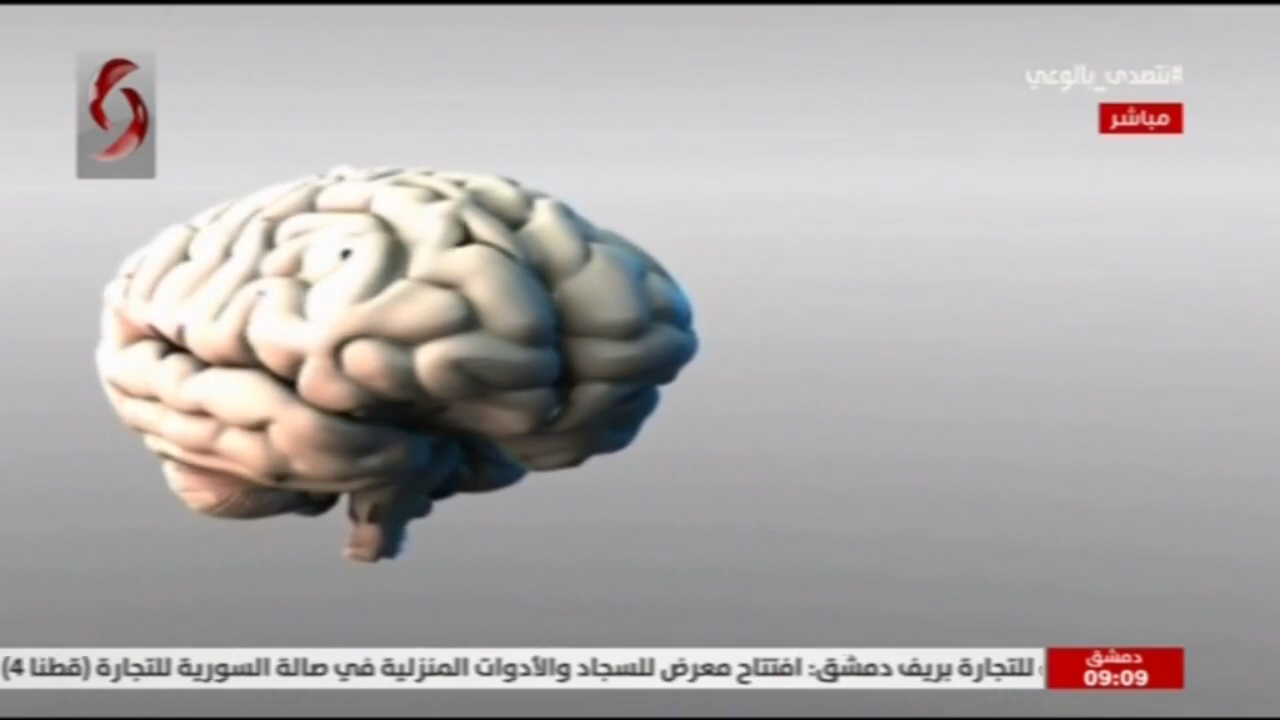 #نتصدى_بالوعي
مباشر
للتجارة بريف دمشق: افتتاح معرض للسجاد والأدوات المنزلية في صالة السورية للتجارة (قطنا 4)
دمشق
09:09